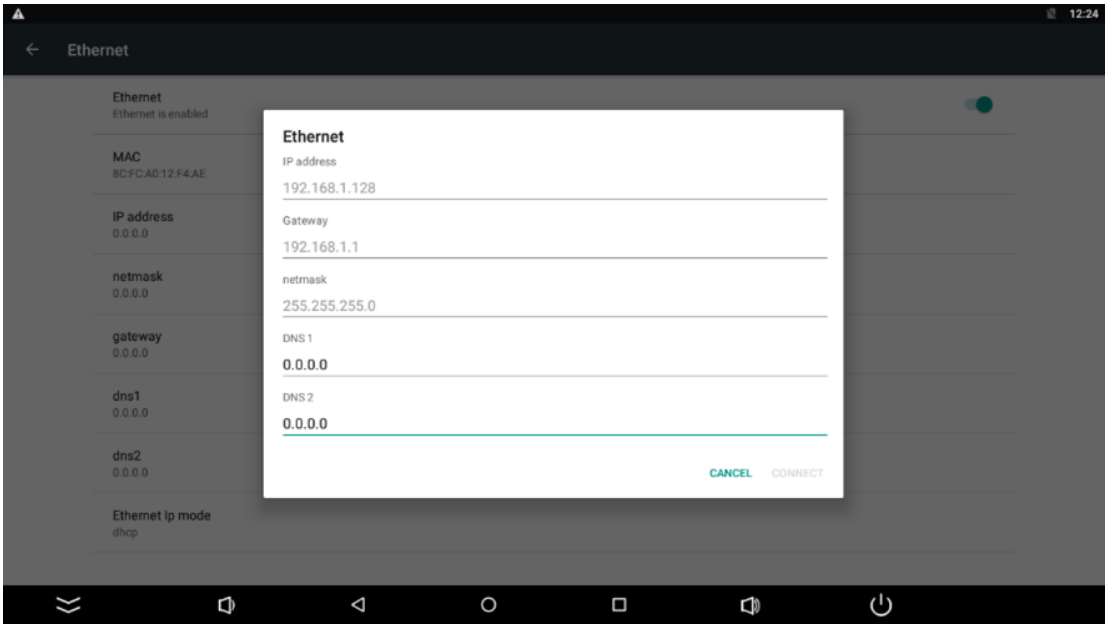 12:24
Ethernet
Ethernet
Ethernet is enabled
MAC
8C:FC:A0:12:F4:AE
IP address
0.0.0.0
netmask
0.0.0.0
gateway
0.0.0.0
dns1
0.0.0.0
dns2
0.0.0.0
Ethernet Ip mode
dhcp
Ethernet
IP address
192.168.1.128
Gateway
192.168.1.1
netmask
255.255.255.0
DNS 1
0.0.0.0
DNS 2
0.0.0.0
CANCEL CONNECT